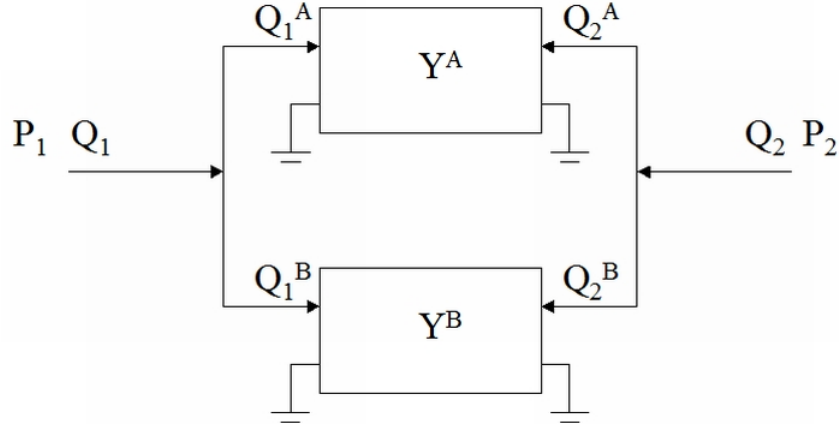 Q₁ᴬ Yᴬ Q₂ᴬ
P₁ Q₁ Q₂ P₂
Q₁ᴮ Yᴮ Q₂ᴮ